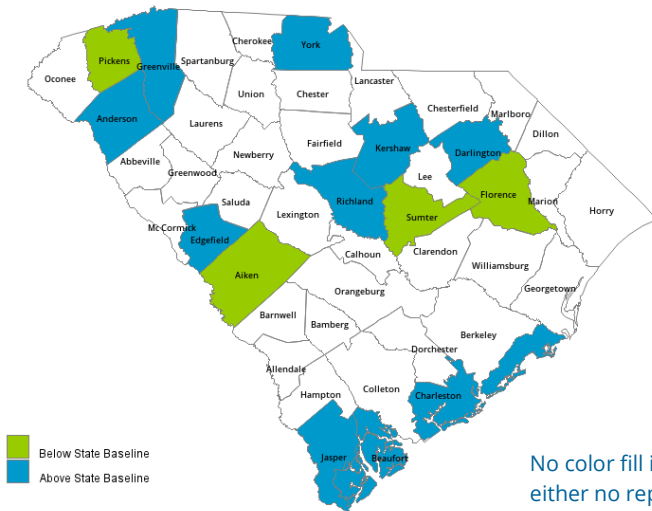 Cherokee
York
Pickens
Spartanburg
Greenville
Oconee
Lancaster
Union
Chester
Chesterfield
Marlboro
Anderson
Laurens
Dillon
Fairfield
Kershaw
Darlington
Abbeville
Newberry
Greenwood
Lee
Saluda
Richland
Florence
Marion
Lexington
Sumter
Horry
Mc Cormick
Edgefield
Calhoun
Clarendon
Aiken
Williamsburg
Orangeburg
Georgetown
Barnwell
Bamberg
Berkeley
Dorchester
Allendale
Hampton
Colleton
Charleston
Jasper
Beaufort
Below State Baseline
Above State Baseline
No color fill i
either no rep